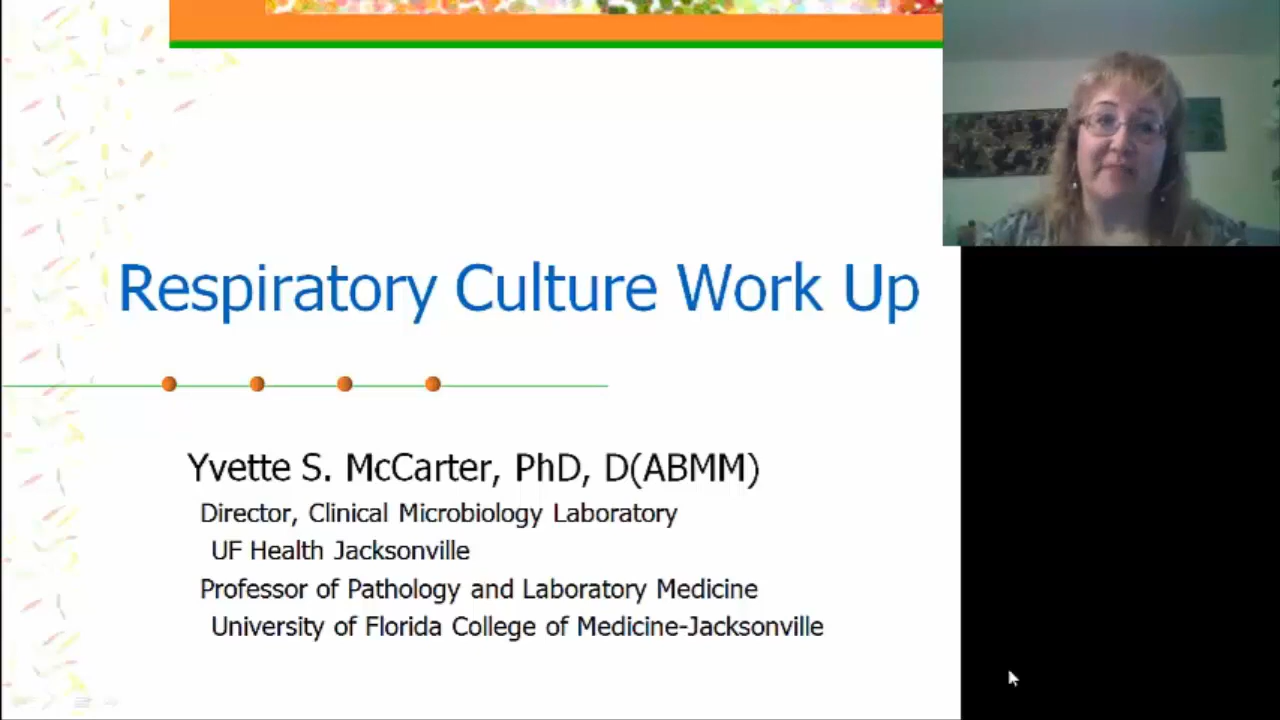 Respiratory Culture Work Up
Yvette S. McCarter, PhD, D(ABMM)
Director, Clinical Microbiology Laboratory
UF Health Jacksonville
Professor of Pathology and Laboratory Medicine
University of Florida College of Medicine-Jacksonville